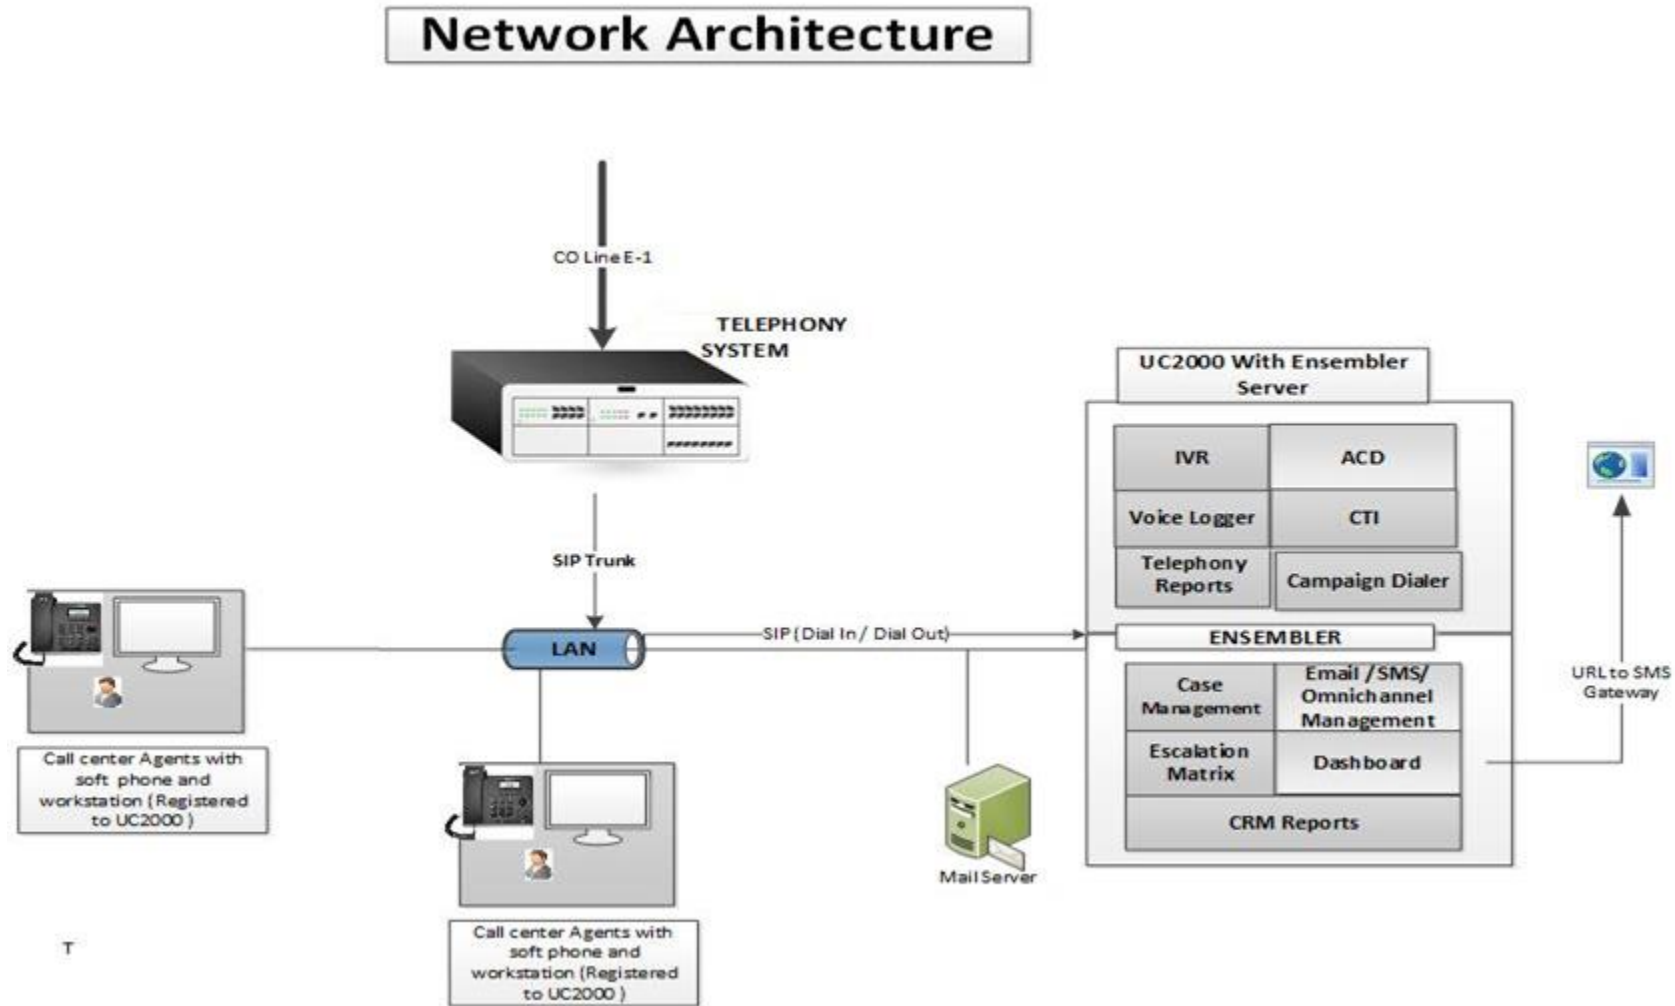 Network Architecture
CO Line E-1
TELEPHONY
SYSTEM
UC2000 With Ensembler
Server
IVR
ACD
Voice Logger
CTI
Telephony
Reports
Campaign Dialer
SIP Trunk
LAN
SIP (Dial In / Dial Out)
ENSEMBLER
Case
Management
Email /SMS/
Omnichannel
Management
Escalation
Matrix
Dashboard
CRM Reports
URL to SMS
Gateway
Call center Agents with
soft phone and
workstation (Registered
to UC2000 )
Mail Server
Call center Agents with
soft phone and
workstation (Registered
to UC2000 )
T